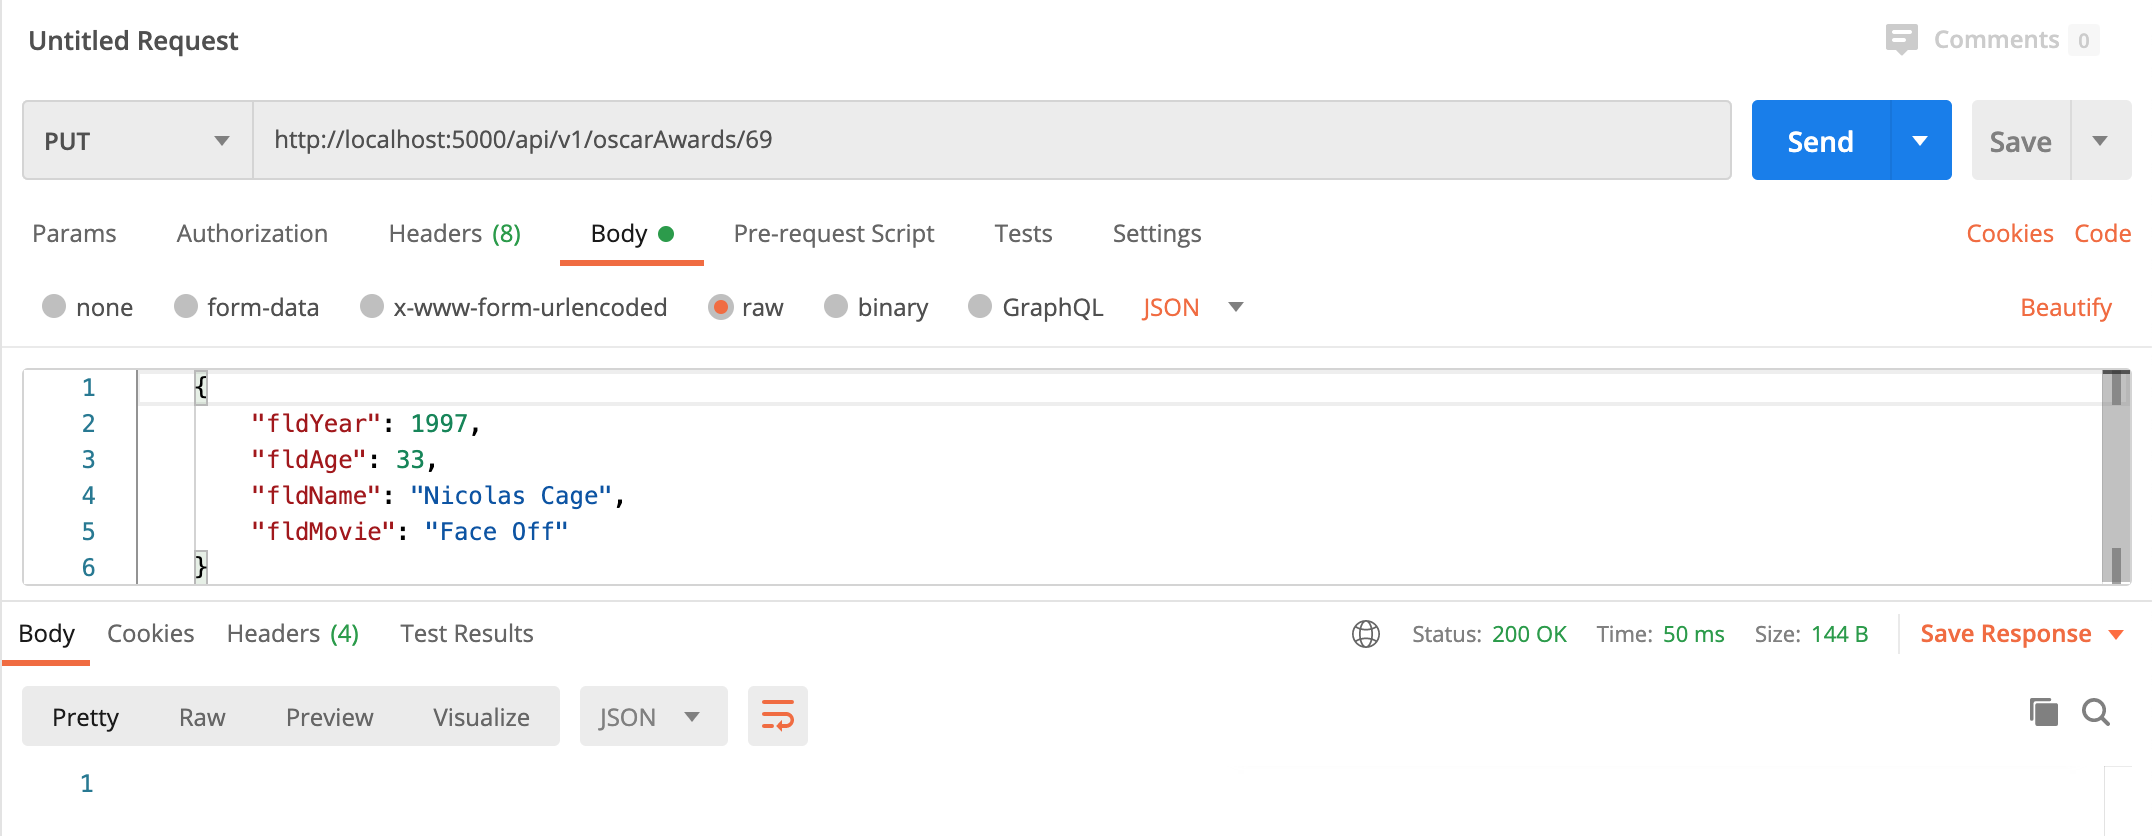 Untitled Request
Comments 0
PUT http://localhost:5000/api/v1/oscarAwards/69 Send Save
Params Authorization Headers (8) Body Pre-request Script Tests Settings Cookies Code
none form-data x-www-form-urlencoded raw binary GraphQL JSON Beautify
1 {
2 "fldYear": 1997,
3 "fldAge": 33,
4 "fldName": "Nicolas Cage",
5 "fldMovie": "Face Off"
6 }
Body Cookies Headers (4) Test Results Status: 200 OK Time: 50 ms Size: 144 B Save Response
Pretty Raw Preview Visualize JSON
1